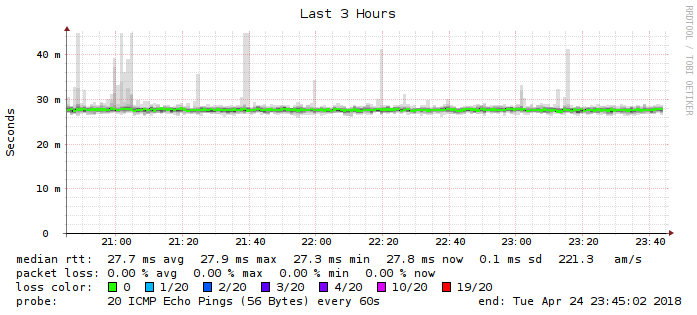 Last 3 Hours
RRDTOOL / TOBI OETIKER
Seconds
40 m
30 m
20 m
10 m
0
21:00 21:20 21:40 22:00 22:20 22:40 23:00 23:20 23:40
median rtt: 27.7 ms avg 27.9 ms max 27.3 ms min 27.8 ms now 0.1 ms sd 221.3 am/s
packet loss: 0.00 % avg 0.00 % max 0.00 % min 0.00 % now
loss color: 0 1/20 2/20 3/20 4/20 10/20 19/20
probe: 20 ICMP Echo Pings (56 Bytes) every 60s end: Tue Apr 24 23:45:02 2018